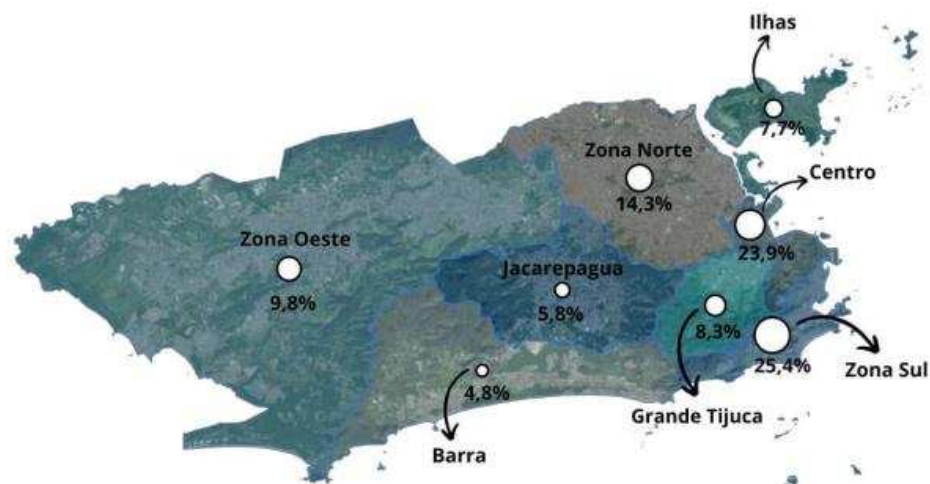 Ilhas
7,7%
Zona Norte
14,3%
Centro
23,9%
Zona Oeste
9,8%
Jacarepagua
5,8%
8,3%
25,4%
Zona Sul
4,8%
Grande Tijuca
Barra